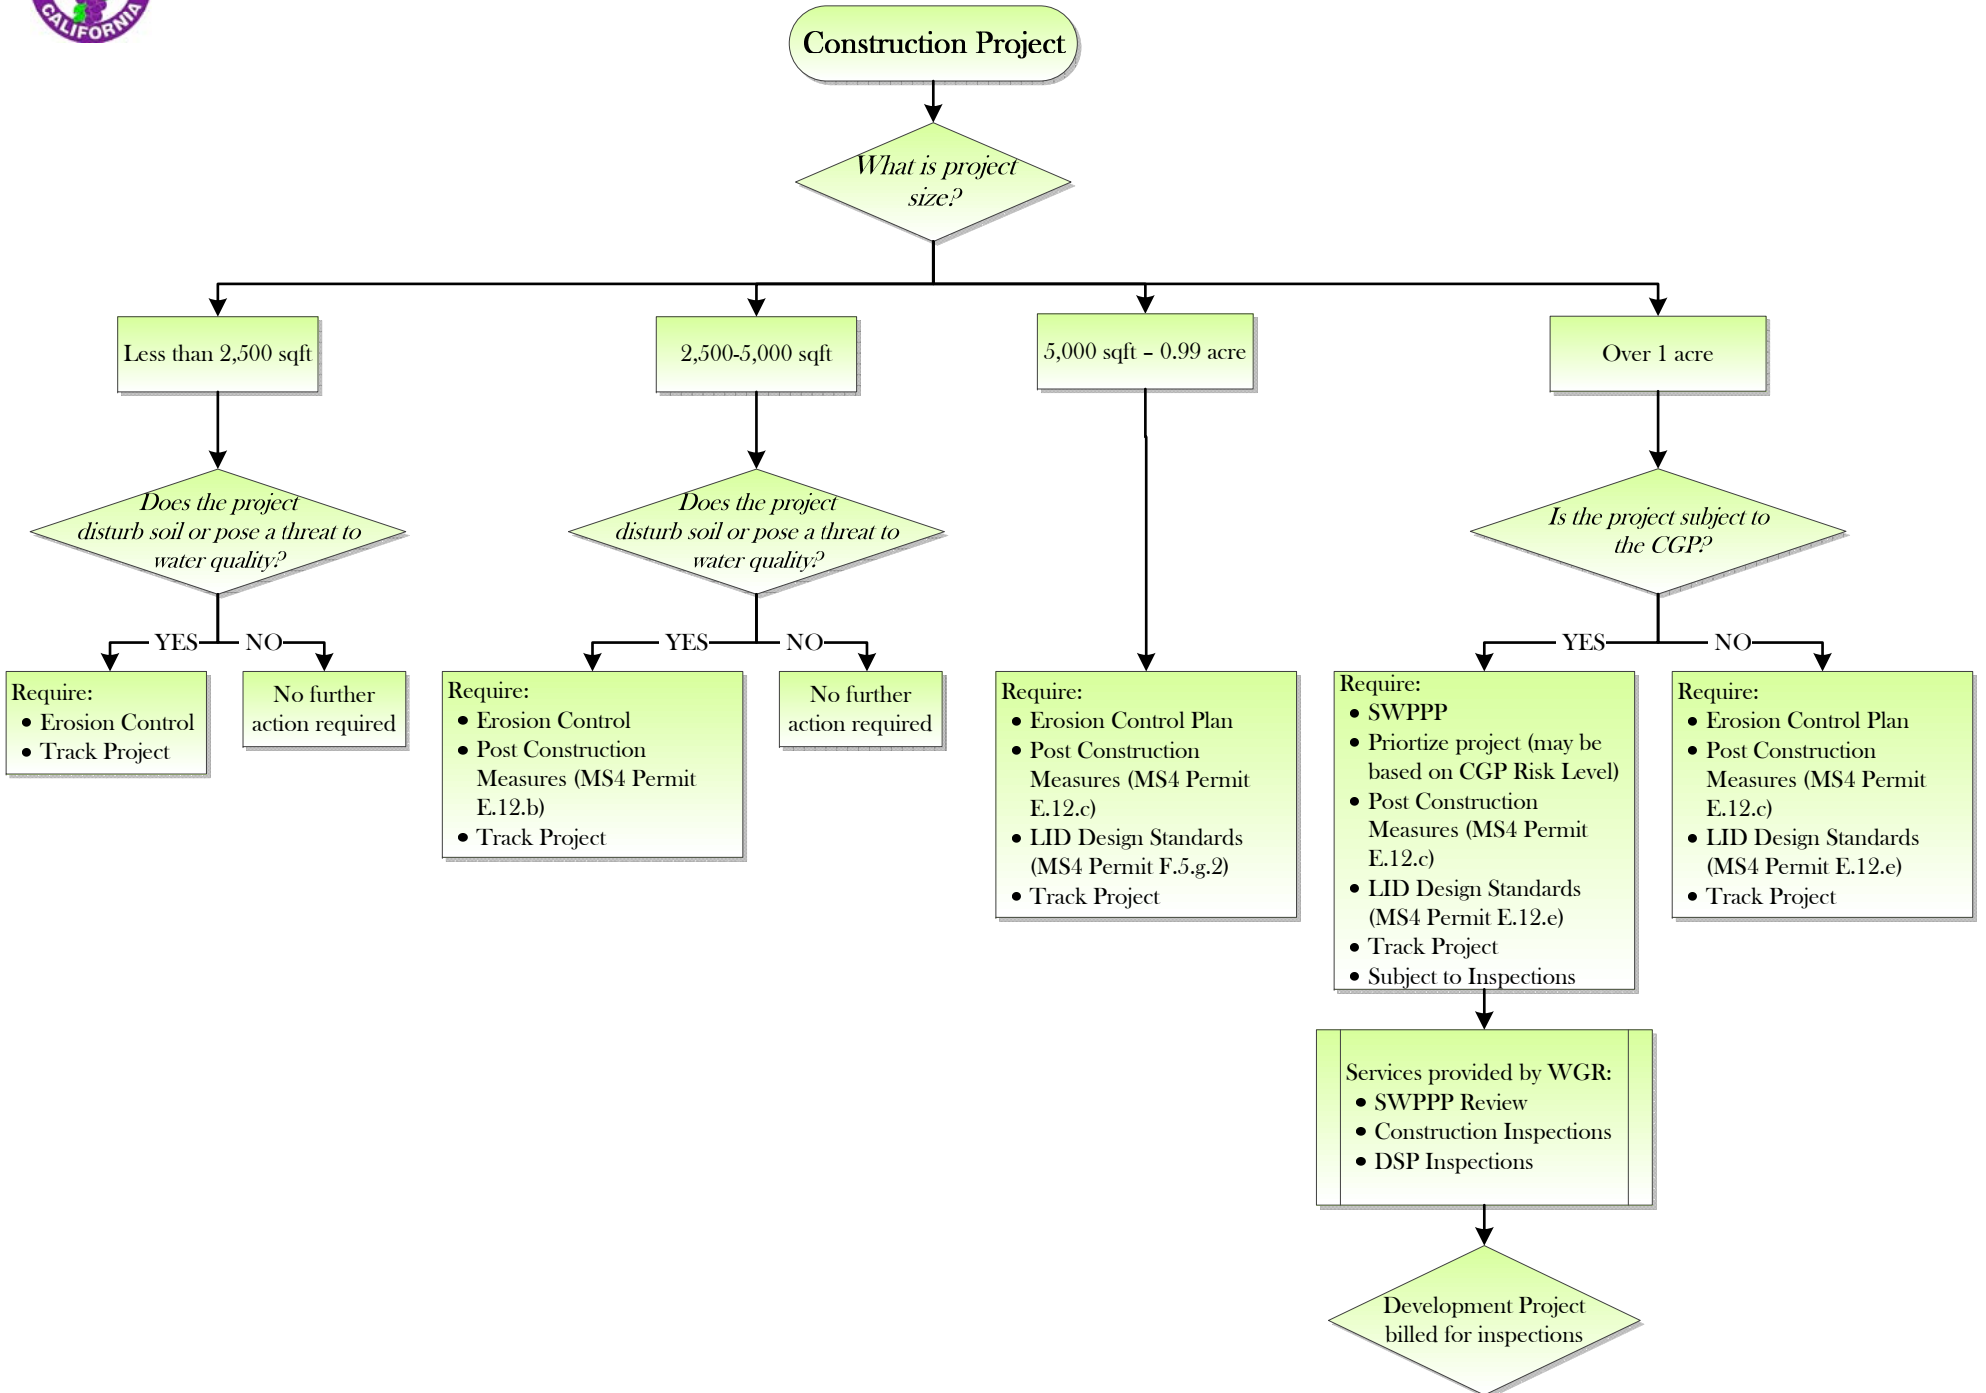 CALIFORNIA
Construction Project
What is project
size?
Less than 2,500 sqft
2,500-5,000 sqft
5,000 sqft – 0.99 acre
Over 1 acre
Does the project
disturb soil or pose a threat to
water quality?
Does the project
disturb soil or pose a threat to
water quality?
Is the project subject to
the CGP?
YES
NO
YES
NO
YES
NO
Require:
• Erosion Control
• Track Project
No further
action required
Require:
• Erosion Control
• Post Construction
Measures (MS4 Permit
E.12.b)
• Track Project
No further
action required
Require:
• Erosion Control Plan
• Post Construction
Measures (MS4 Permit
E.12.c)
• LID Design Standards
(MS4 Permit F.5.g.2)
• Track Project
Require:
• SWPPP
• Priortize project (may be
based on CGP Risk Level)
• Post Construction
Measures (MS4 Permit
E.12.c)
• LID Design Standards
(MS4 Permit E.12.e)
• Track Project
• Subject to Inspections
Require:
• Erosion Control Plan
• Post Construction
Measures (MS4 Permit
E.12.c)
• LID Design Standards
(MS4 Permit E.12.e)
• Track Project
Services provided by WGR:
• SWPPP Review
• Construction Inspections
• DSP Inspections
Development Project
billed for inspections